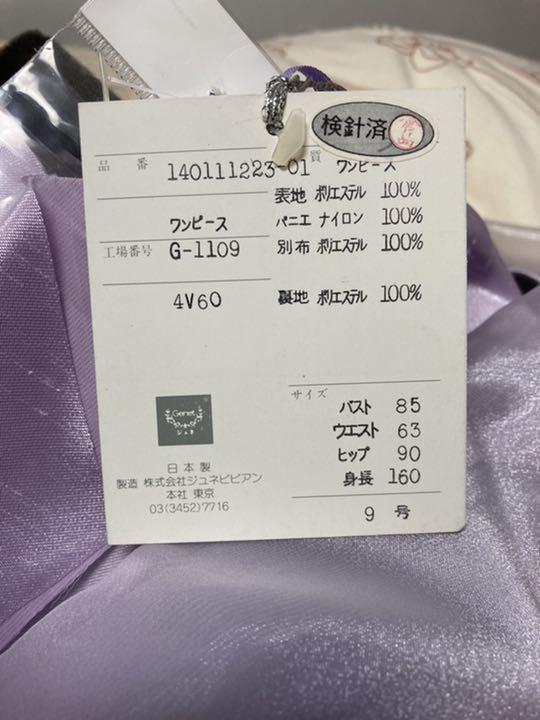 検針済
品 番 140111223-01 質 ワンピース
表地 ポリエステル 100%
ワンピース パニエ ナイロン 100%
工場番号 G-1109 別布 ポリエステル 100%
4V60 裏地 ポリエステル 100%
サイズ
バスト 85
ウエスト 63
ヒップ 90
身長 160
9 号
Genet
ジュネ
日本製
製造 株式会社ジュネビビアン
本社 東京
03(3452)7716